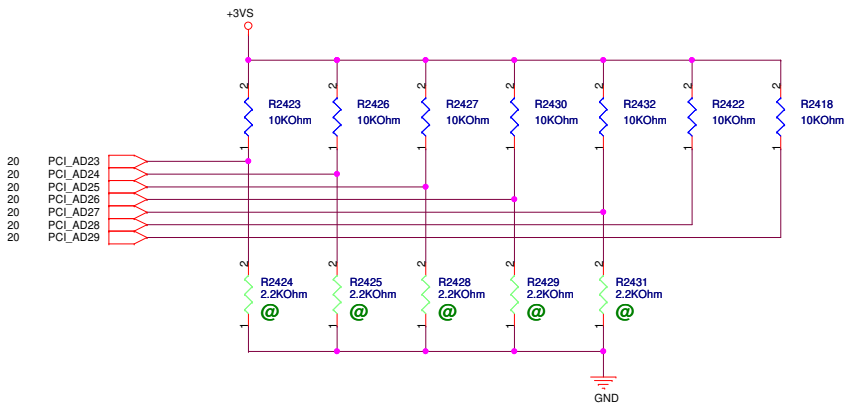 +3VS
2 2 2 2 2 2 2
R2423 R2426 R2427 R2430 R2432 R2422 R2418
10KOhm 10KOhm 10KOhm 10KOhm 10KOhm 10KOhm 10KOhm
1 1 1 1 1 1 1
20 PCI_AD23
20 PCI_AD24
20 PCI_AD25
20 PCI_AD26
20 PCI_AD27
20 PCI_AD28
20 PCI_AD29
2 2 2 2 2
R2424 R2425 R2428 R2429 R2431
2.2KOhm 2.2KOhm 2.2KOhm 2.2KOhm 2.2KOhm
@ @ @ @ @
1 1 1 1 1
GND